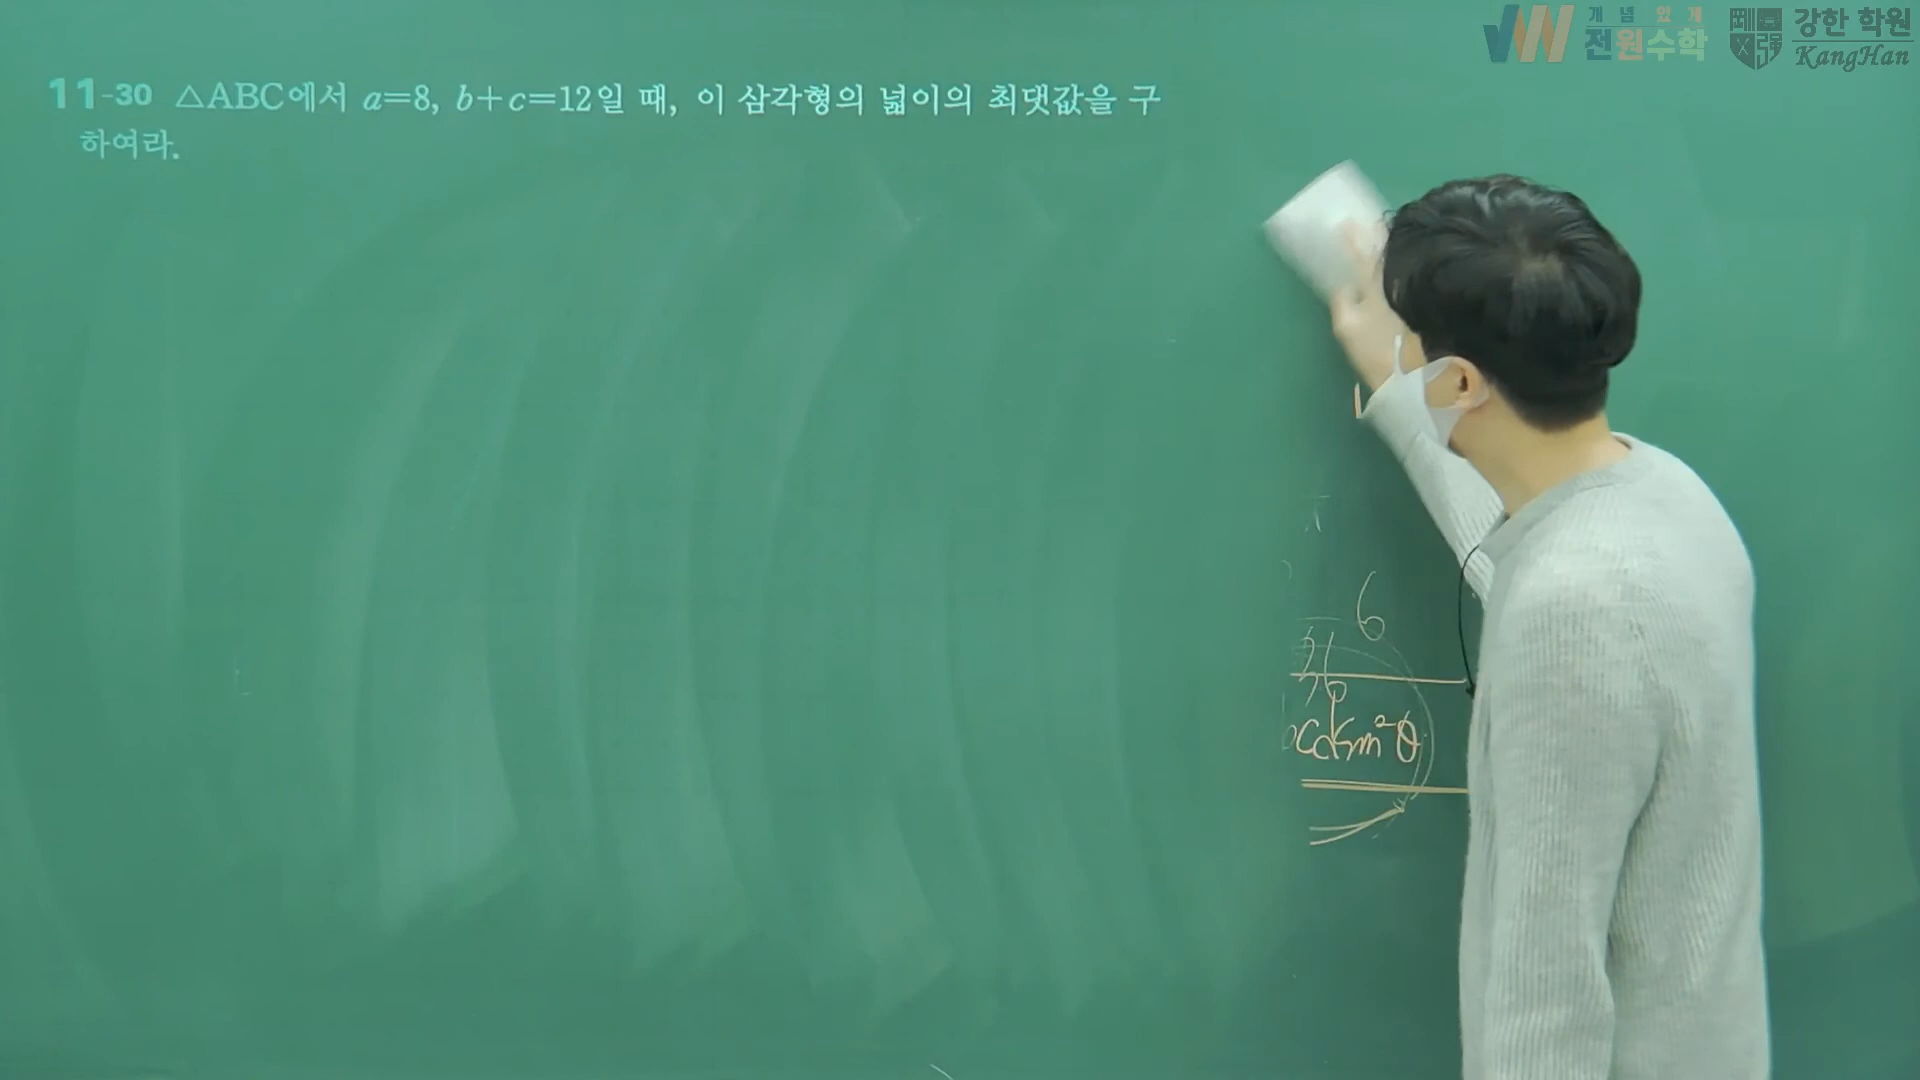 개념있게
전원수학
강한 학원
KangHan
11-30 △ABC에서 a=8, b+c=12일 때, 이 삼각형의 넓이의 최댓값을 구
하여라.
6